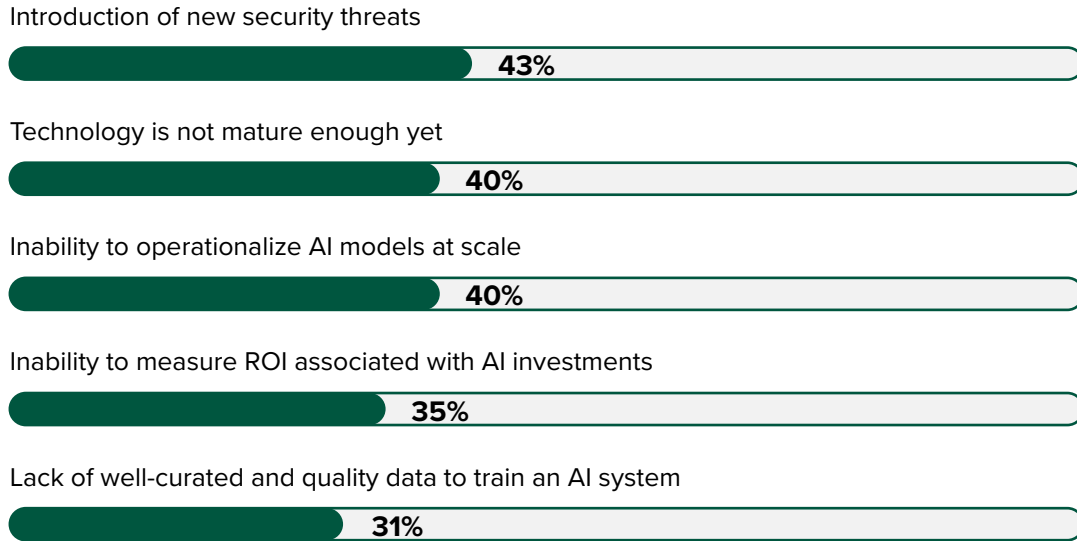 Introduction of new security threats
43%
Technology is not mature enough yet
40%
Inability to operationalize AI models at scale
40%
Inability to measure ROI associated with AI investments
35%
Lack of well-curated and quality data to train an AI system
31%